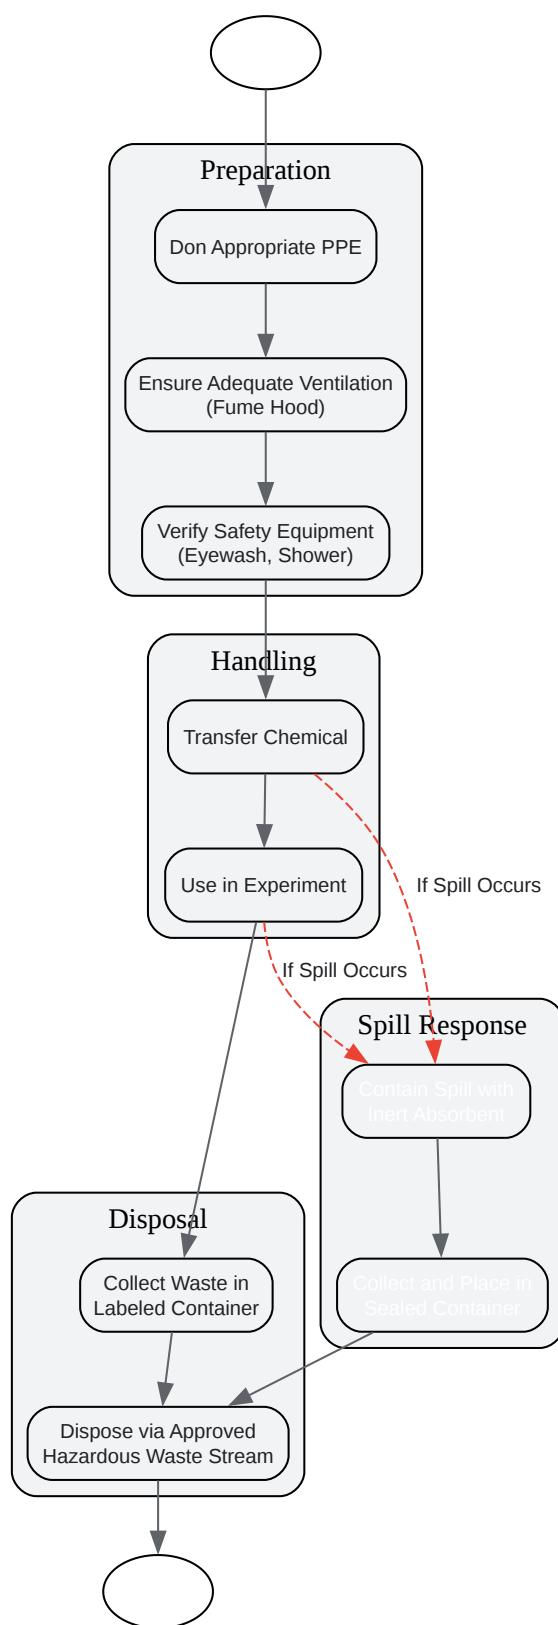 Preparation
Don Appropriate PPE
Ensure Adequate Ventilation
(Fume Hood)
Verify Safety Equipment
(Eyewash, Shower)
Handling
Transfer Chemical
Use in Experiment
If Spill Occurs
If Spill Occurs
Spill Response
Contain Spill with
Inert Absorbent
Disposal
Collect Waste in
Labeled Container
Collect and Place in
Sealed Container
Dispose via Approved
Hazardous Waste Stream